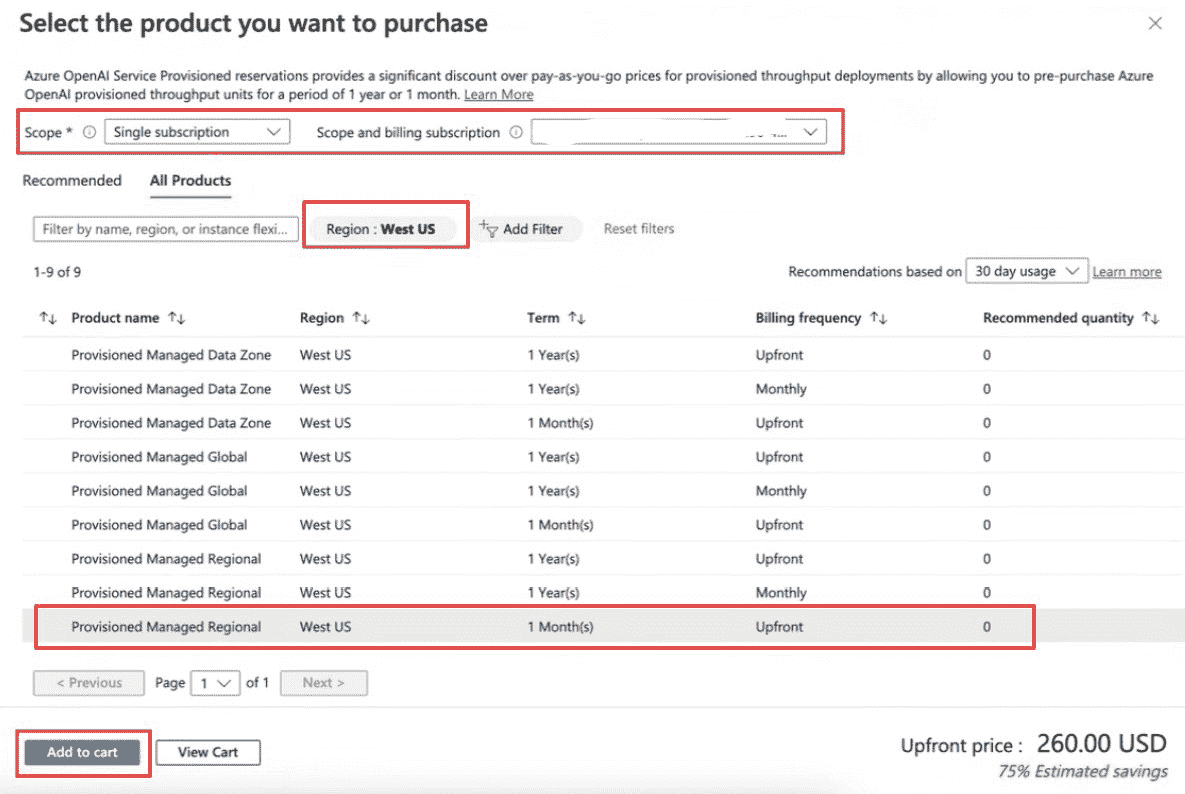 Select the product you want to purchase
Azure OpenAI Service Provisioned reservations provides a significant discount over pay-as-you-go prices for provisioned throughput deployments by allowing you to pre-purchase Azure
OpenAI provisioned throughput units for a period of 1 year or 1 month. Learn More
Scope * Single subscription Scope and billing subscription
Recommended All Products
Filter by name, region, or instance flexi... Region : West US Add Filter Reset filters
1-9 of 9 Recommendations based on 30 day usage Learn more
Product name Region Term Billing frequency Recommended quantity
Provisioned Managed Data Zone West US 1 Year(s) Upfront 0
Provisioned Managed Data Zone West US 1 Year(s) Monthly 0
Provisioned Managed Data Zone West US 1 Month(s) Upfront 0
Provisioned Managed Global West US 1 Year(s) Upfront 0
Provisioned Managed Global West US 1 Year(s) Monthly 0
Provisioned Managed Global West US 1 Month(s) Upfront 0
Provisioned Managed Regional West US 1 Year(s) Upfront 0
Provisioned Managed Regional West US 1 Year(s) Monthly 0
Provisioned Managed Regional West US 1 Month(s) Upfront 0
< Previous Page 1 of 1 Next >
Add to cart View Cart Upfront price : 260.00 USD
75% Estimated savings